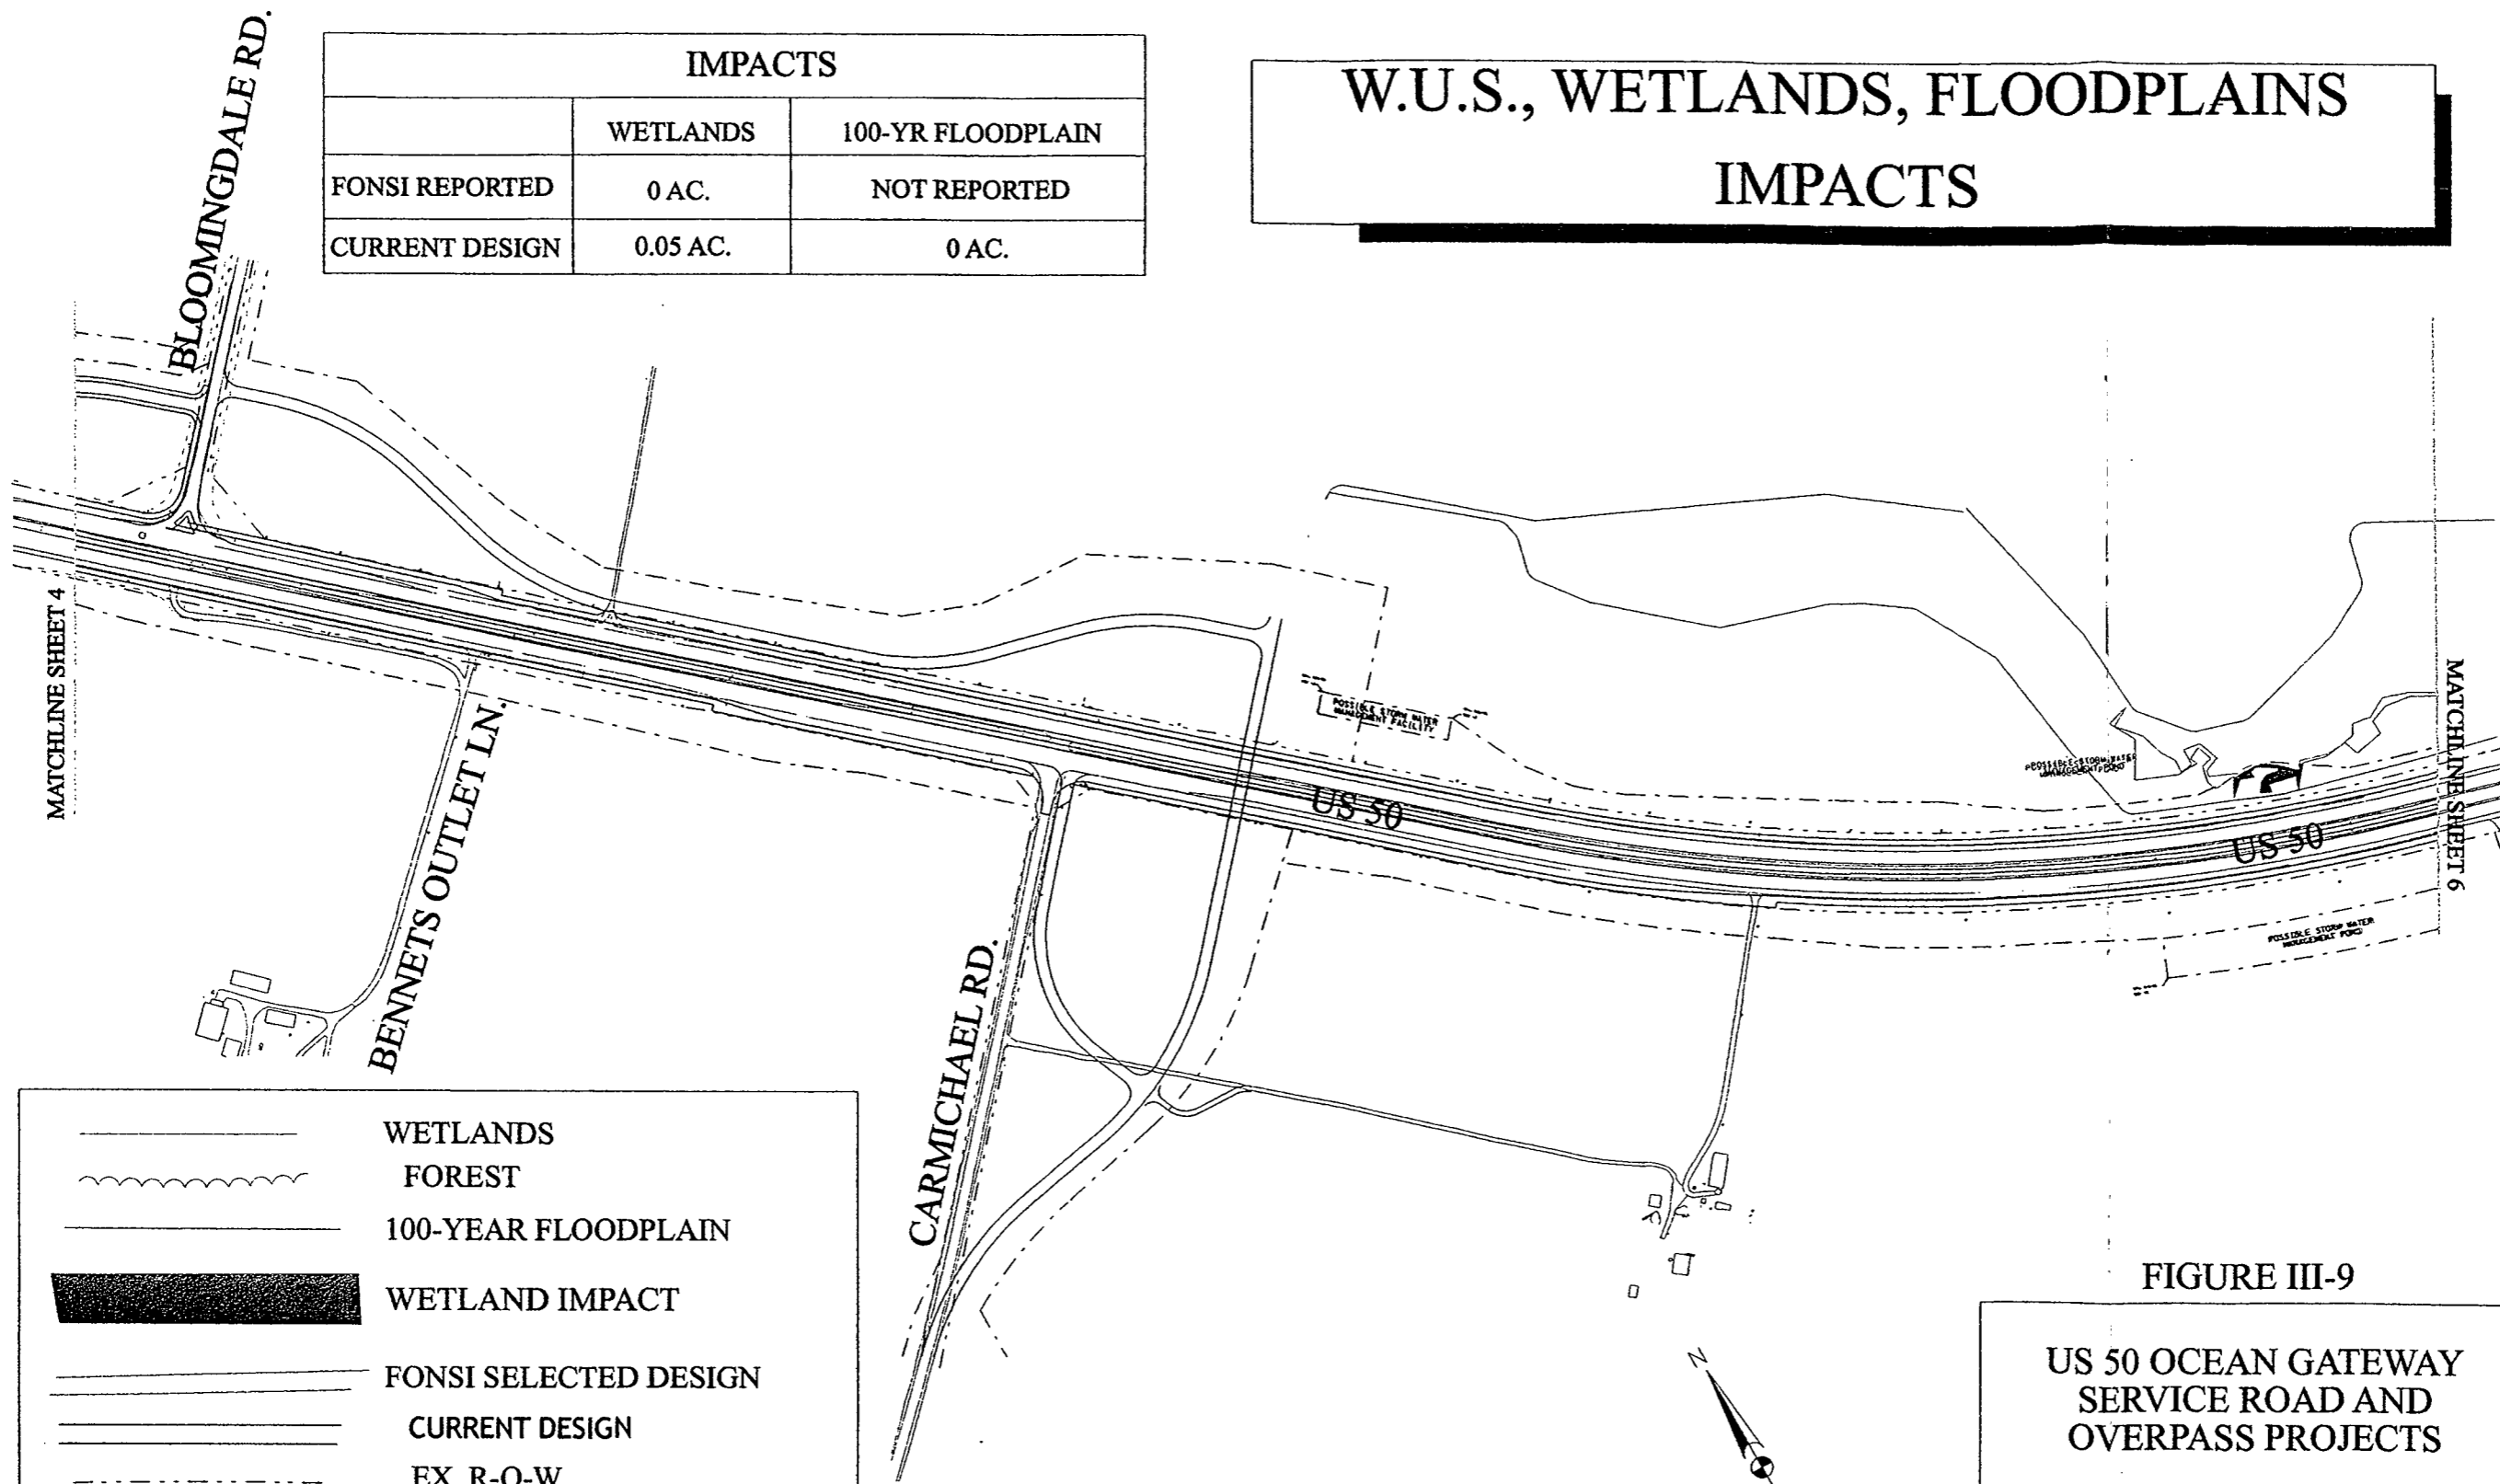 BLOOMINGDALE RD.
IMPACTS
WETLANDS 100-YR FLOODPLAIN
FONSI REPORTED 0 AC. NOT REPORTED
CURRENT DESIGN 0.05 AC. 0 AC.
W.U.S., WETLANDS, FLOODPLAINS
IMPACTS
MATCHLINE SHEET 4
BENNETS OUTLET LN.
CARMICHAEL RD.
POSSIBLE STORM WATER
MANAGEMENT FACILITY
US 50
US 50
MATCHLINE SHEET 6
POSSIBLE STORM WATER
MANAGEMENT POND
WETLANDS
FOREST
100-YEAR FLOODPLAIN
WETLAND IMPACT
FONSI SELECTED DESIGN
CURRENT DESIGN
EX. R-O-W
N
FIGURE III-9
US 50 OCEAN GATEWAY
SERVICE ROAD AND
OVERPASS PROJECTS